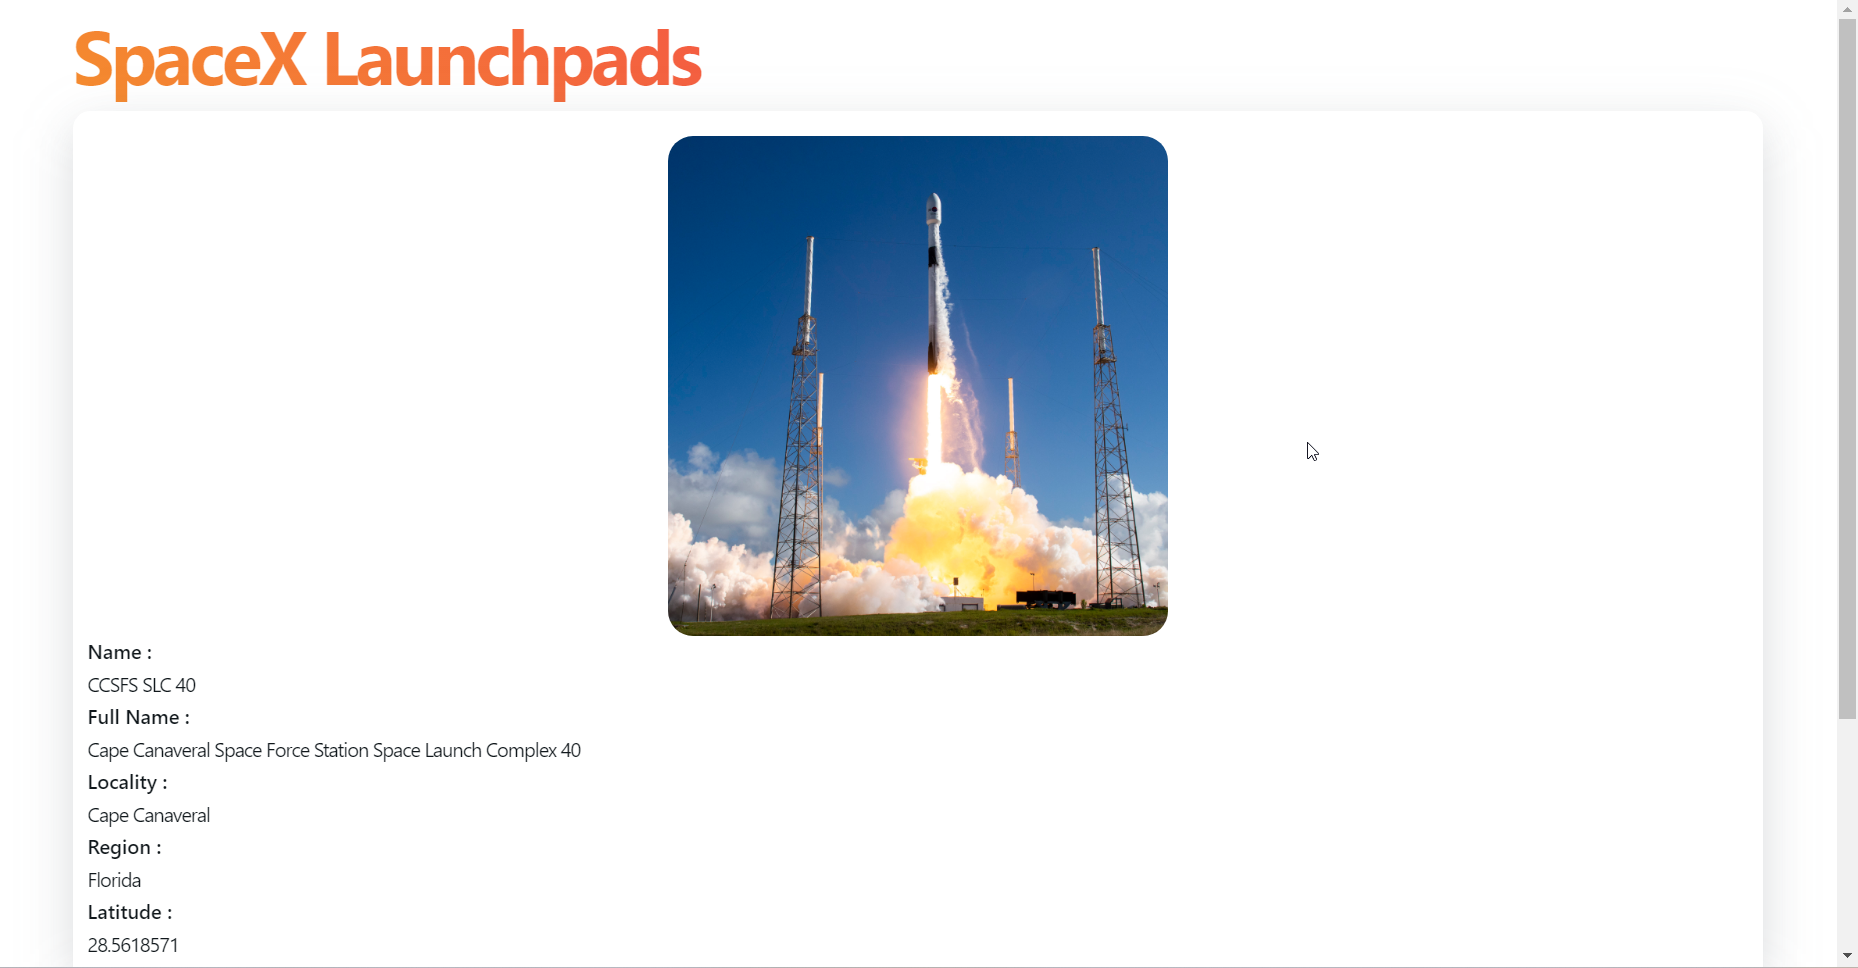 SpaceX Launchpads
Name :
CCSFS SLC 40
Full Name :
Cape Canaveral Space Force Station Space Launch Complex 40
Locality :
Cape Canaveral
Region :
Florida
Latitude :
28.5618571